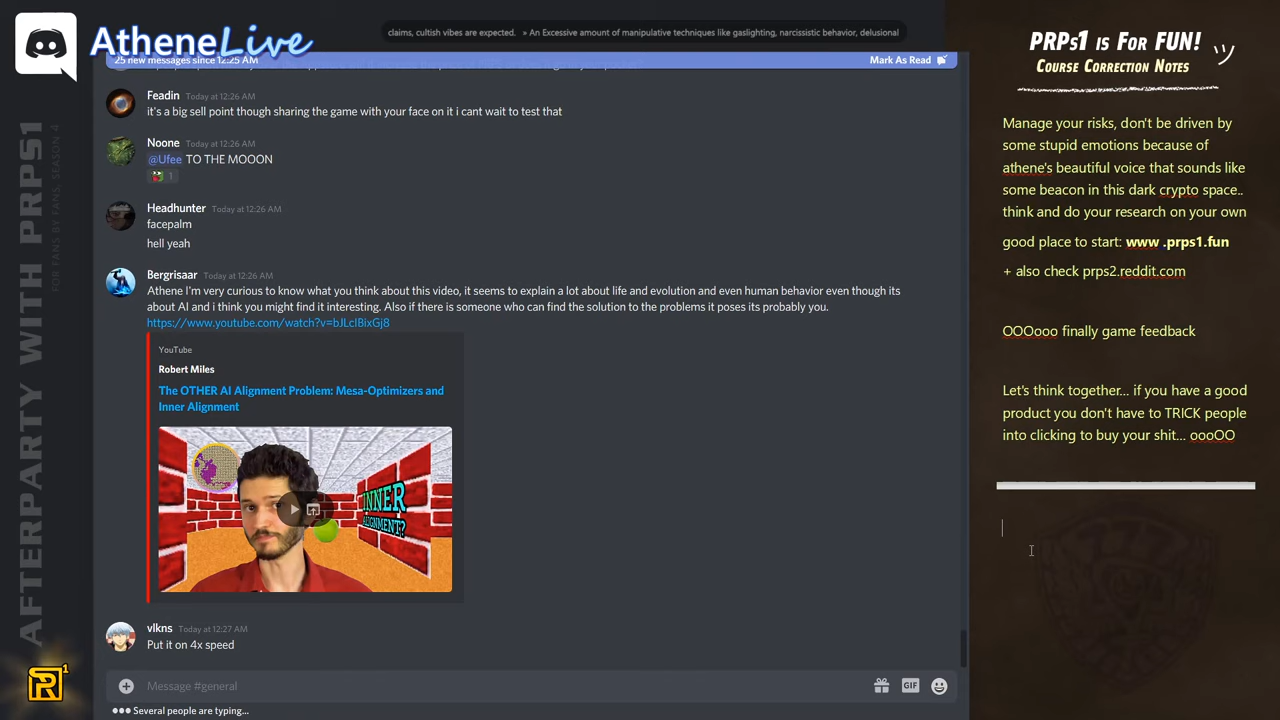 AtheneLive
claims, cultish vibes are expected.   » An Excessive amount of manipulative techniques like gaslighting, narcissistic behavior, delusional
25 new messages since 12:25 AM
Mark As Read
Feadin Today at 12:26 AM
it's a big sell point though sharing the game with your face on it i cant wait to test that
Noone Today at 12:26 AM
@Ufee TO THE MOOON
1
Headhunter Today at 12:26 AM
facepalm
hell yeah
Bergrisaar Today at 12:26 AM
Athene I'm very curious to know what you think about this video, it seems to explain a lot about life and evolution and even human behavior even though its
about AI and i think you might find it interesting. Also if there is someone who can find the solution to the problems it poses its probably you.
https://www.youtube.com/watch?v=bJLcIBixGj8
YouTube
Robert Miles
The OTHER AI Alignment Problem: Mesa-Optimizers and
Inner Alignment
INNER
ALIGNMENT?
vlkns Today at 12:27 AM
Put it on 4x speed
Message #general
GIF
Several people are typing...
AFTERPARTY WITH PRPS1
FOR FANS BY FANS, SEASON 4
R1
PRPs1 is For FUN!
Course Correction Notes
ツ
Manage your risks, don't be driven by
some stupid emotions because of
athene's beautiful voice that sounds like
some beacon in this dark crypto space..
think and do your research on your own
good place to start: www .prps1.fun
+ also check prps2.reddit.com
OOOooo finally game feedback
Let's think together... if you have a good
product you don't have to TRICK people
into clicking to buy your shit... oooOO